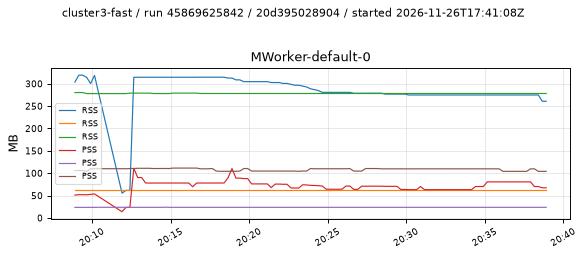 cluster3-fast / run 45869625842 / 20d395028904 / started 2026-11-26T17:41:08Z
MWorker-default-0
MB
300
250
200
150
100
50
0
RSS
RSS
RSS
PSS
PSS
PSS
20:10
20:15
20:20
20:25
20:30
20:35
20:40